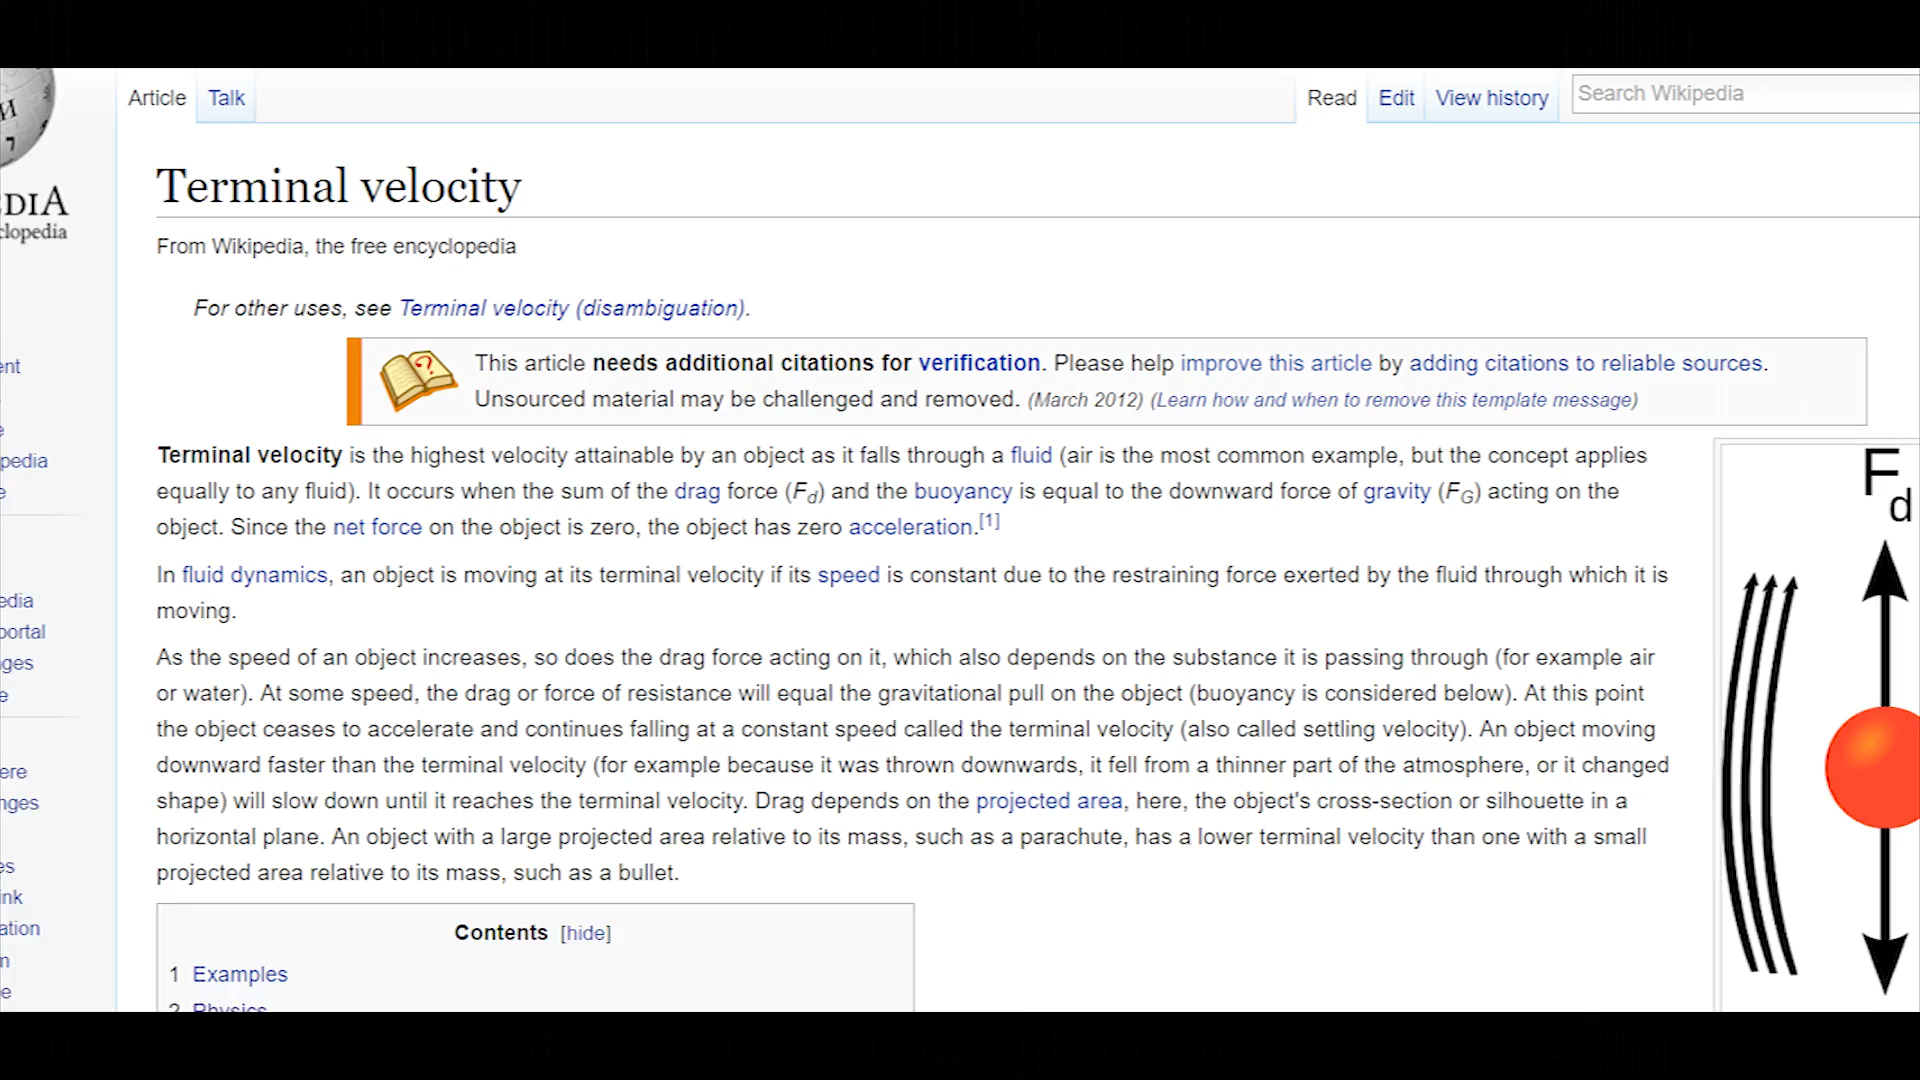 Article Talk Read Edit View history Search Wikipedia
DIA
clopedia
Terminal velocity
From Wikipedia, the free encyclopedia
For other uses, see Terminal velocity (disambiguation).
This article needs additional citations for verification. Please help improve this article by adding citations to reliable sources.
Unsourced material may be challenged and removed. (March 2012) (Learn how and when to remove this template message)
Terminal velocity is the highest velocity attainable by an object as it falls through a fluid (air is the most common example, but the concept applies
equally to any fluid). It occurs when the sum of the drag force (Fd) and the buoyancy is equal to the downward force of gravity (FG) acting on the
object. Since the net force on the object is zero, the object has zero acceleration.[1]
In fluid dynamics, an object is moving at its terminal velocity if its speed is constant due to the restraining force exerted by the fluid through which it is
moving.
As the speed of an object increases, so does the drag force acting on it, which also depends on the substance it is passing through (for example air
or water). At some speed, the drag or force of resistance will equal the gravitational pull on the object (buoyancy is considered below). At this point
the object ceases to accelerate and continues falling at a constant speed called the terminal velocity (also called settling velocity). An object moving
downward faster than the terminal velocity (for example because it was thrown downwards, it fell from a thinner part of the atmosphere, or it changed
shape) will slow down until it reaches the terminal velocity. Drag depends on the projected area, here, the object's cross-section or silhouette in a
horizontal plane. An object with a large projected area relative to its mass, such as a parachute, has a lower terminal velocity than one with a small
projected area relative to its mass, such as a bullet.
Contents [hide]
1 Examples
2 Physics
Fd
ent
e
pedia
e
edia
portal
ges
e
ere
nges
es
ink
ation
n
e